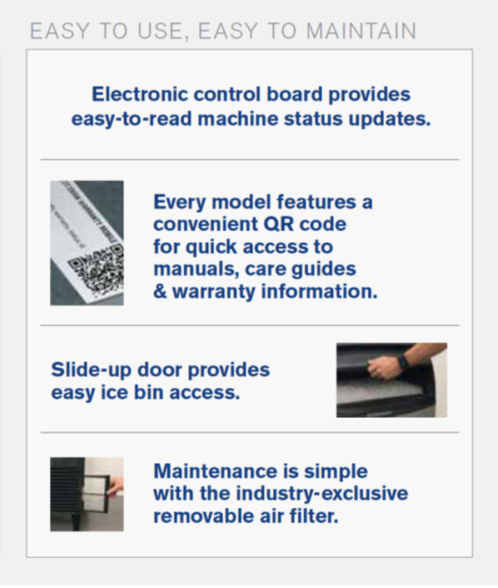 EASY TO USE, EASY TO MAINTAIN
Electronic control board provides
easy-to-read machine status updates.
Every model features a
convenient QR code
for quick access to
manuals, care guides
& warranty information.
Slide-up door provides
easy ice bin access.
Maintenance is simple
with the industry-exclusive
removable air filter.